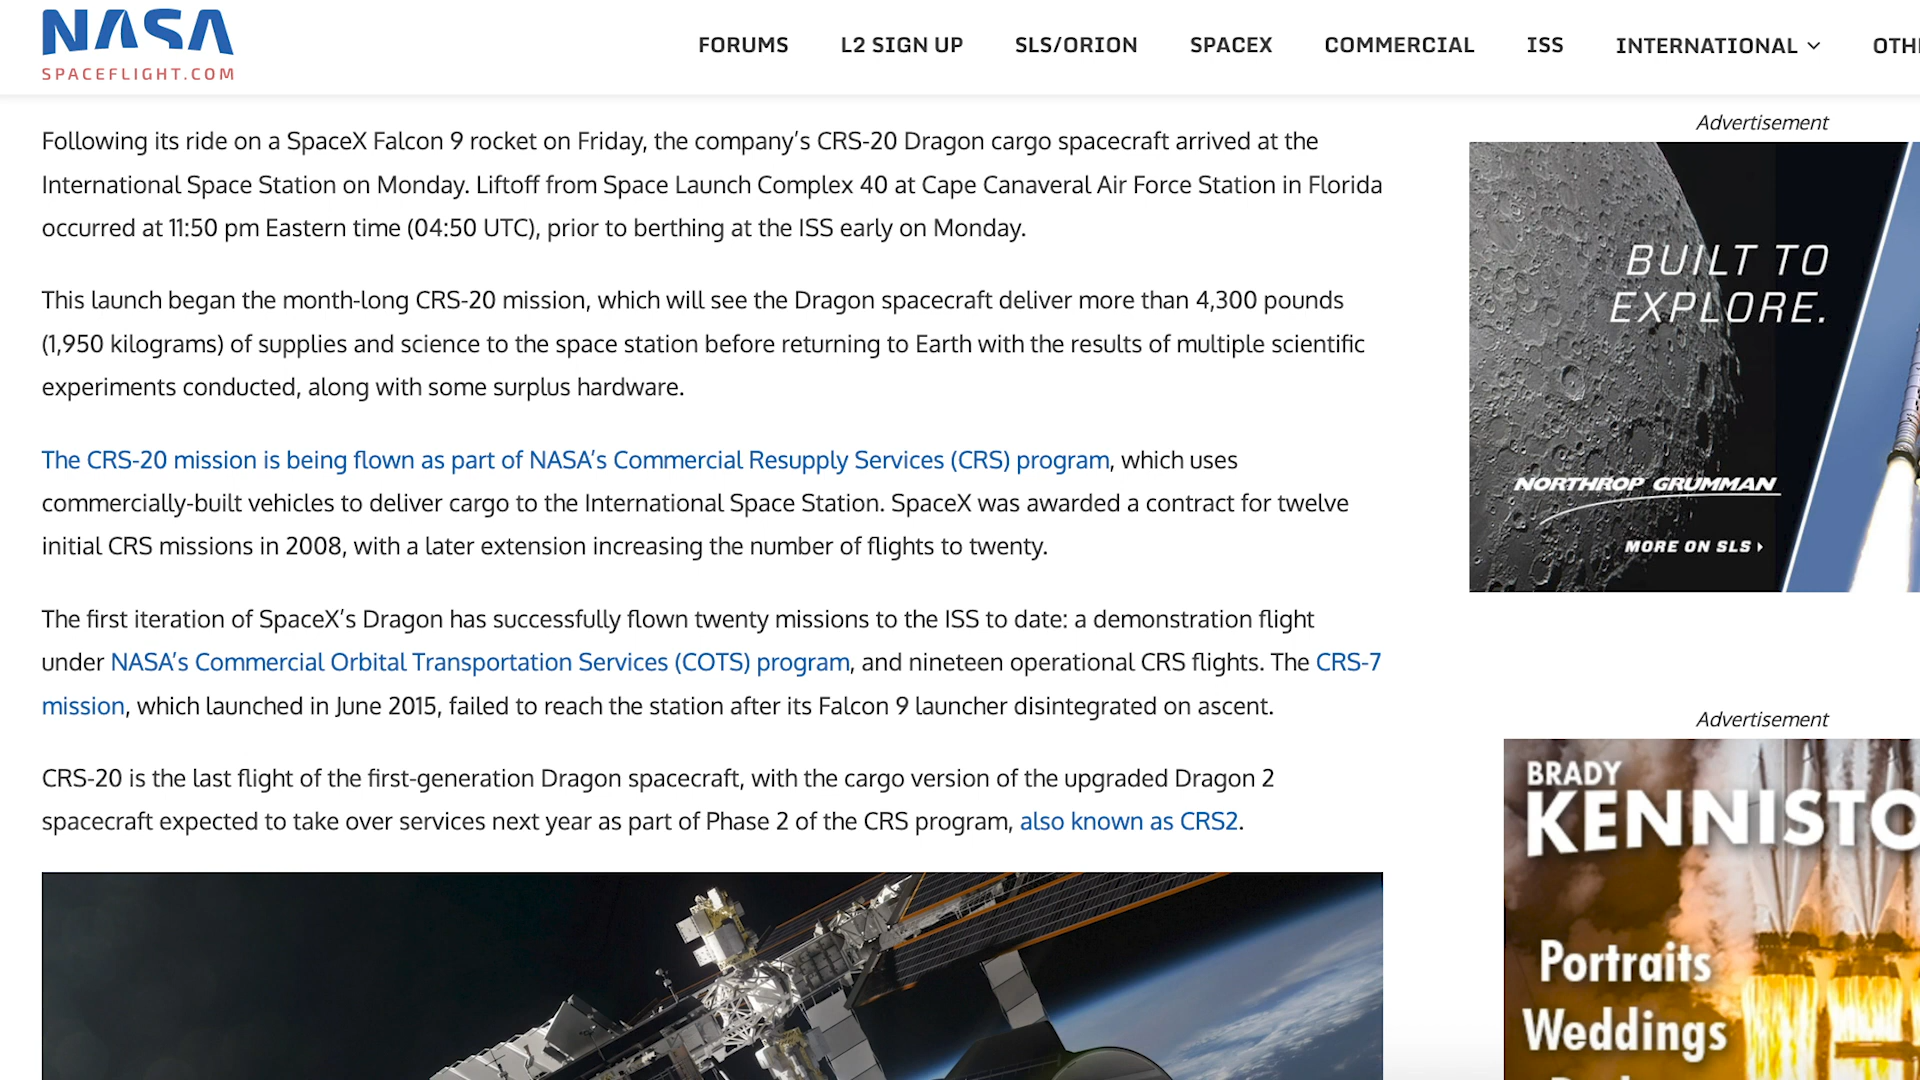 NASA
SPACEFLIGHT.COM
FORUMS L2 SIGN UP SLS/ORION SPACEX COMMERCIAL ISS INTERNATIONAL
Following its ride on a SpaceX Falcon 9 rocket on Friday, the company’s CRS-20 Dragon cargo spacecraft arrived at the
International Space Station on Monday. Liftoff from Space Launch Complex 40 at Cape Canaveral Air Force Station in Florida
occurred at 11:50 pm Eastern time (04:50 UTC), prior to berthing at the ISS early on Monday.
This launch began the month-long CRS-20 mission, which will see the Dragon spacecraft deliver more than 4,300 pounds
(1,950 kilograms) of supplies and science to the space station before returning to Earth with the results of multiple scientific
experiments conducted, along with some surplus hardware.
The CRS-20 mission is being flown as part of NASA’s Commercial Resupply Services (CRS) program, which uses
commercially-built vehicles to deliver cargo to the International Space Station. SpaceX was awarded a contract for twelve
initial CRS missions in 2008, with a later extension increasing the number of flights to twenty.
The first iteration of SpaceX’s Dragon has successfully flown twenty missions to the ISS to date: a demonstration flight
under NASA’s Commercial Orbital Transportation Services (COTS) program, and nineteen operational CRS flights. The CRS-7
mission, which launched in June 2015, failed to reach the station after its Falcon 9 launcher disintegrated on ascent.
CRS-20 is the last flight of the first-generation Dragon spacecraft, with the cargo version of the upgraded Dragon 2
spacecraft expected to take over services next year as part of Phase 2 of the CRS program, also known as CRS2.
Advertisement
BUILT TO
EXPLORE.
NORTHROP GRUMMAN
MORE ON SLS
Advertisement
BRADY
KENNISTO
Portraits
Weddings